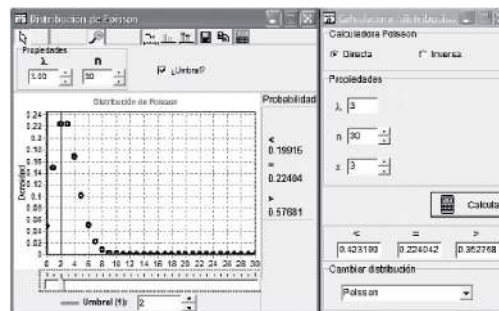 Distribución de Poisson
Propiedades
λ n
3.00 30
¿Umbral?
Distribución de Poisson
Densidad
0.24
0.22
0.2
0.18
0.16
0.14
0.12
0.1
0.08
0.06
0.04
0.02
0
0 2 4 6 8 10 12 14 16 18 20 22 24 26 28 30
Umbral (1): 2
Probabilidad
<
0.19915
=
0.22404
>
0.57681
Calculadora Poisson
Directa Inversa
Propiedades
λ 3
n 30
x 3
Calcula
< = >
0.423190 0.224042 0.352768
Cambiar distribución
Poisson